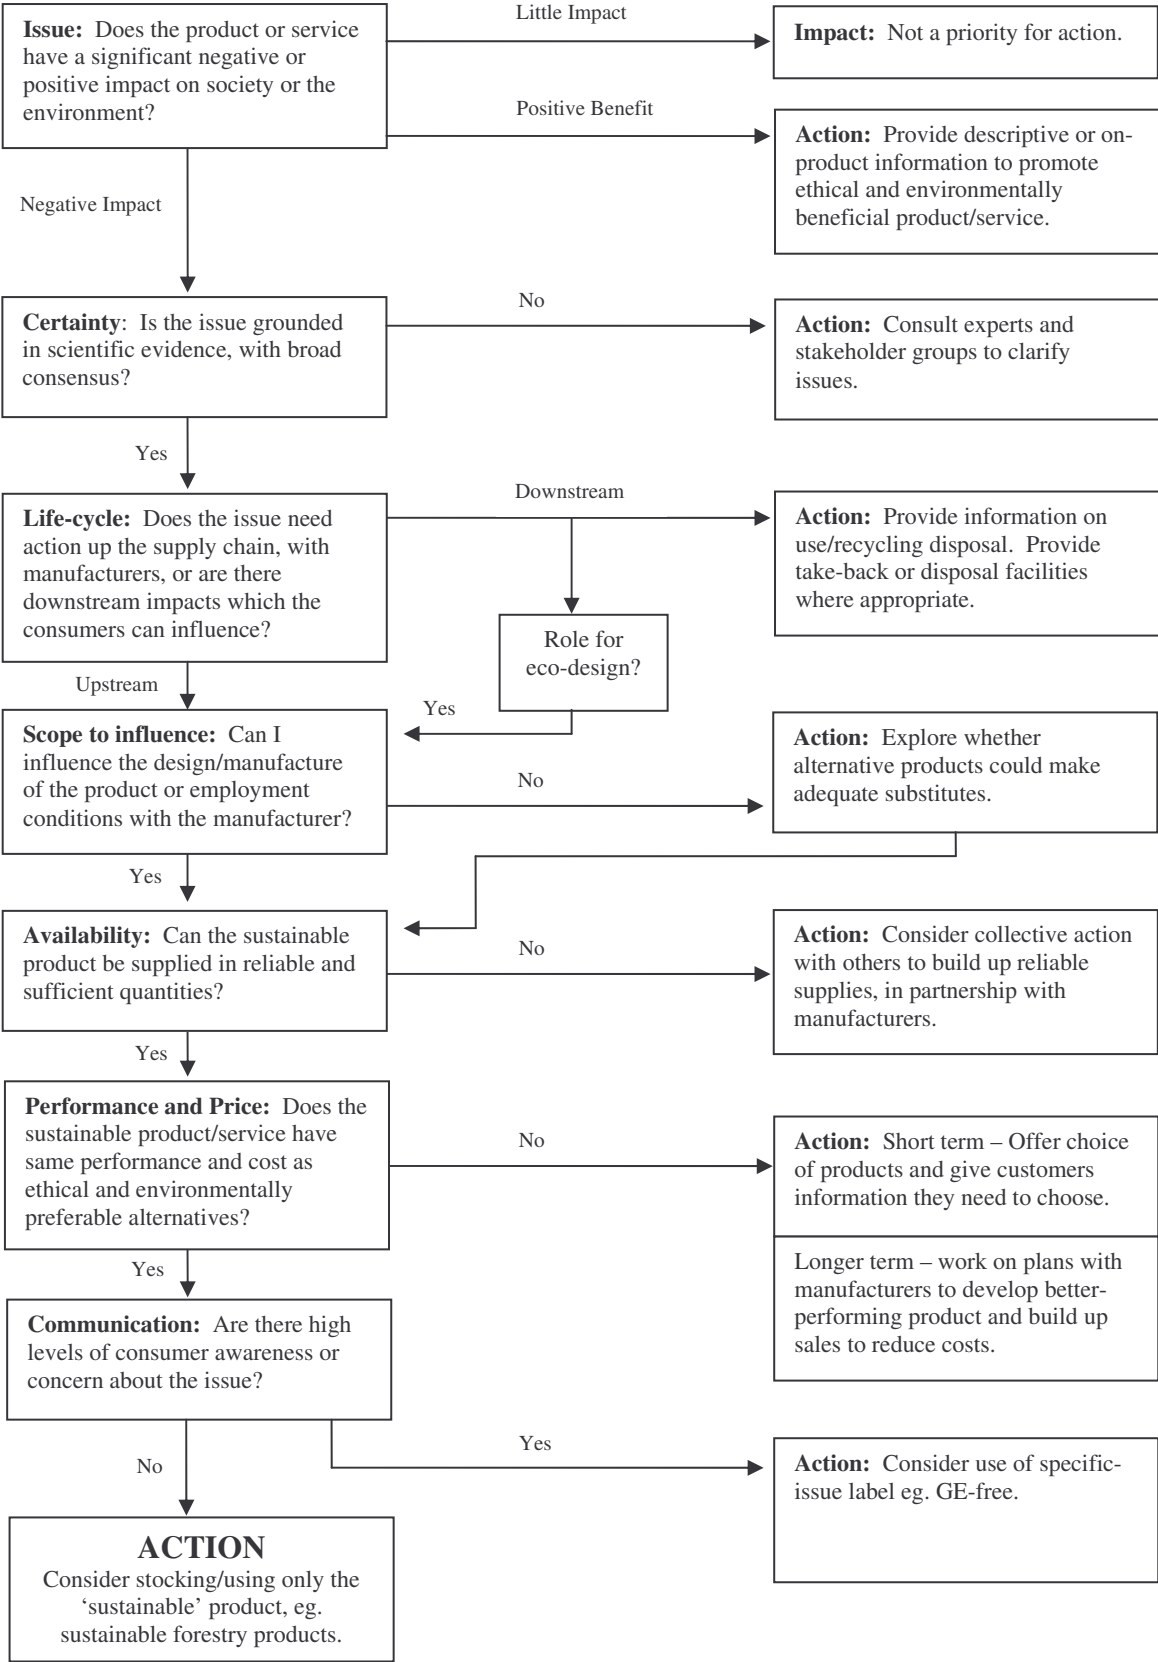 Issue: Does the product or service
have a significant negative or
positive impact on society or the
environment?
Little Impact
Impact: Not a priority for action.
Positive Benefit
Action: Provide descriptive or on-
product information to promote
ethical and environmentally
beneficial product/service.
Negative Impact
Certainty: Is the issue grounded
in scientific evidence, with broad
consensus?
No
Action: Consult experts and
stakeholder groups to clarify
issues.
Yes
Life-cycle: Does the issue need
action up the supply chain, with
manufacturers, or are there
downstream impacts which the
consumers can influence?
Downstream
Action: Provide information on
use/recycling disposal. Provide
take-back or disposal facilities
where appropriate.
Role for
eco-design?
Upstream
Yes
Scope to influence: Can I
influence the design/manufacture
of the product or employment
conditions with the manufacturer?
No
Action: Explore whether
alternative products could make
adequate substitutes.
Yes
Availability: Can the sustainable
product be supplied in reliable and
sufficient quantities?
No
Action: Consider collective action
with others to build up reliable
supplies, in partnership with
manufacturers.
Yes
Performance and Price: Does the
sustainable product/service have
same performance and cost as
ethical and environmentally
preferable alternatives?
No
Action: Short term – Offer choice
of products and give customers
information they need to choose.
Longer term – work on plans with
manufacturers to develop better-
performing product and build up
sales to reduce costs.
Yes
Communication: Are there high
levels of consumer awareness or
concern about the issue?
Yes
Action: Consider use of specific-
issue label eg. GE-free.
No
ACTION
Consider stocking/using only the
‘sustainable’ product, eg.
sustainable forestry products.